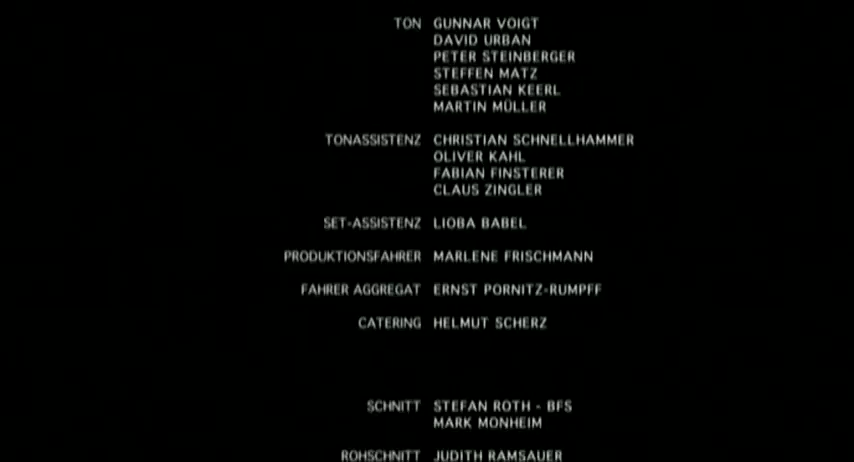 TON GUNNAR VOIGT
DAVID URBAN
PETER STEINBERGER
STEFFEN MATZ
SEBASTIAN KEERL
MARTIN MÜLLER
TONASSISTENZ CHRISTIAN SCHNELLHAMMER
OLIVER KAHL
FABIAN FINSTERER
CLAUS ZINGLER
SET-ASSISTENZ LIOBA BABEL
PRODUKTIONSFAHRER MARLENE FRISCHMANN
FAHRER AGGREGAT ERNST PORNITZ-RUMPFF
CATERING HELMUT SCHERZ
SCHNITT STEFAN ROTH - BFS
MARK MONHEIM
ROHSCHNITT JUDITH RAMSAUER